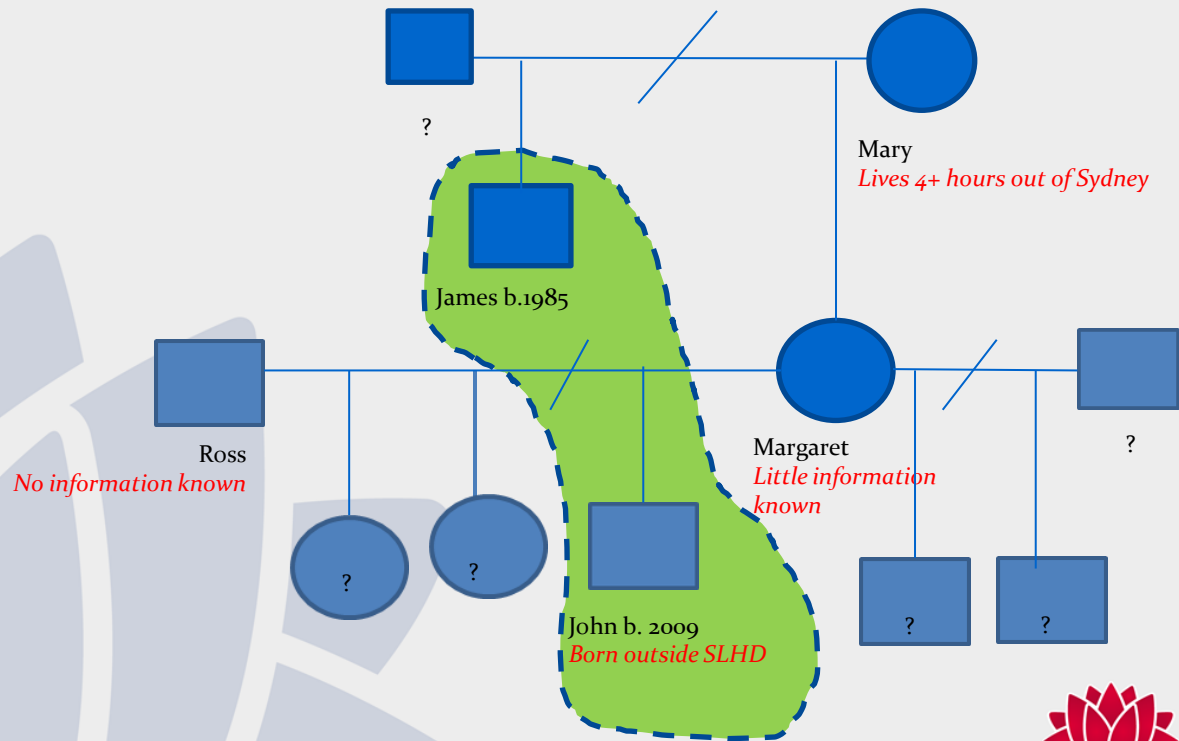 ?
Mary
Lives 4+ hours out of Sydney
James b.1985
Ross
No information known
Margaret
Little information
known
?
?
?
John b. 2009
Born outside SLHD
?
?